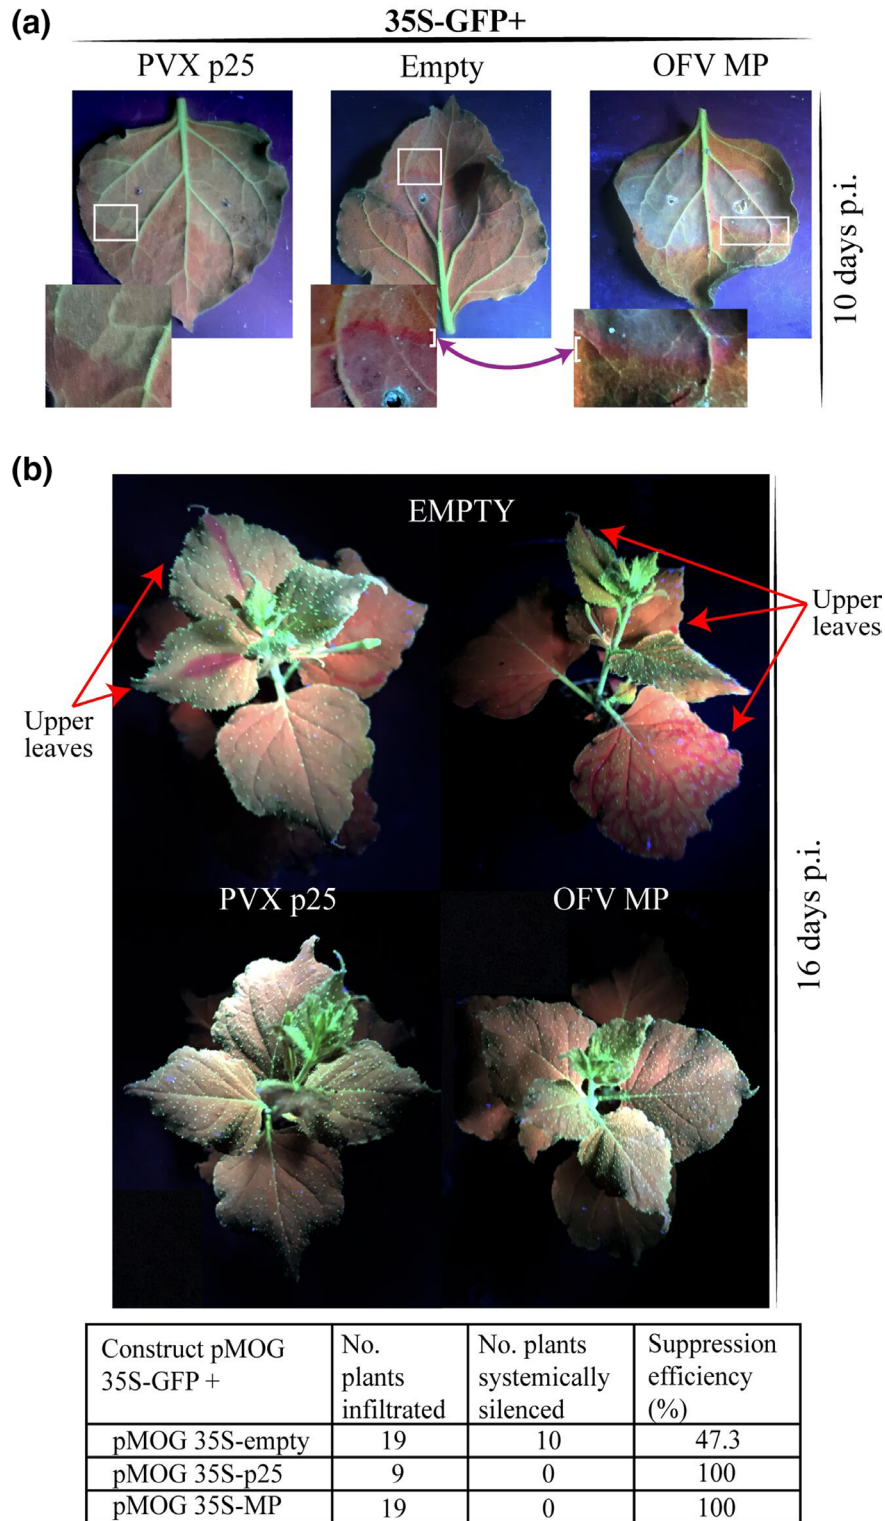 (a)
35S-GFP+
PVX p25 Empty OFV MP
10 days p.i.
(b)
EMPTY
Upper
leaves
Upper
leaves
PVX p25 OFV MP
16 days p.i.
Construct pMOG
35S-GFP +
No.
plants
infiltrated
No. plants
systemically
silenced
Suppression
efficiency
(%)
pMOG 35S-empty 19 10 47.3
pMOG 35S-p25 9 0 100
pMOG 35S-MP 19 0 100